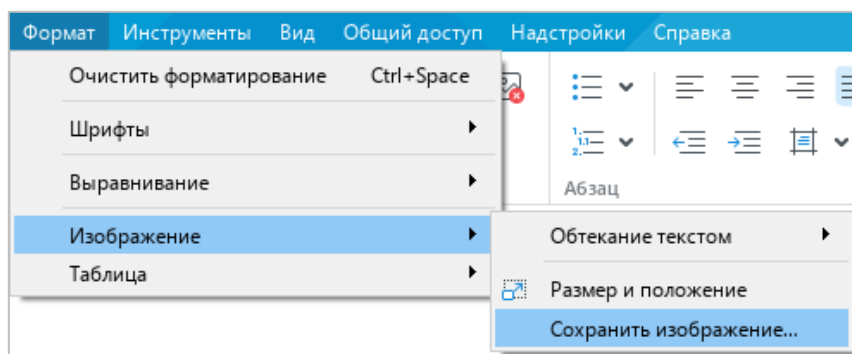 Формат Инструменты Вид Общий доступ Надстройки Справка
Очистить форматирование Ctrl+Space
Шрифты
Выравнивание
Абзац
Изображение
Обтекание текстом
Таблица
Размер и положение
Сохранить изображение...